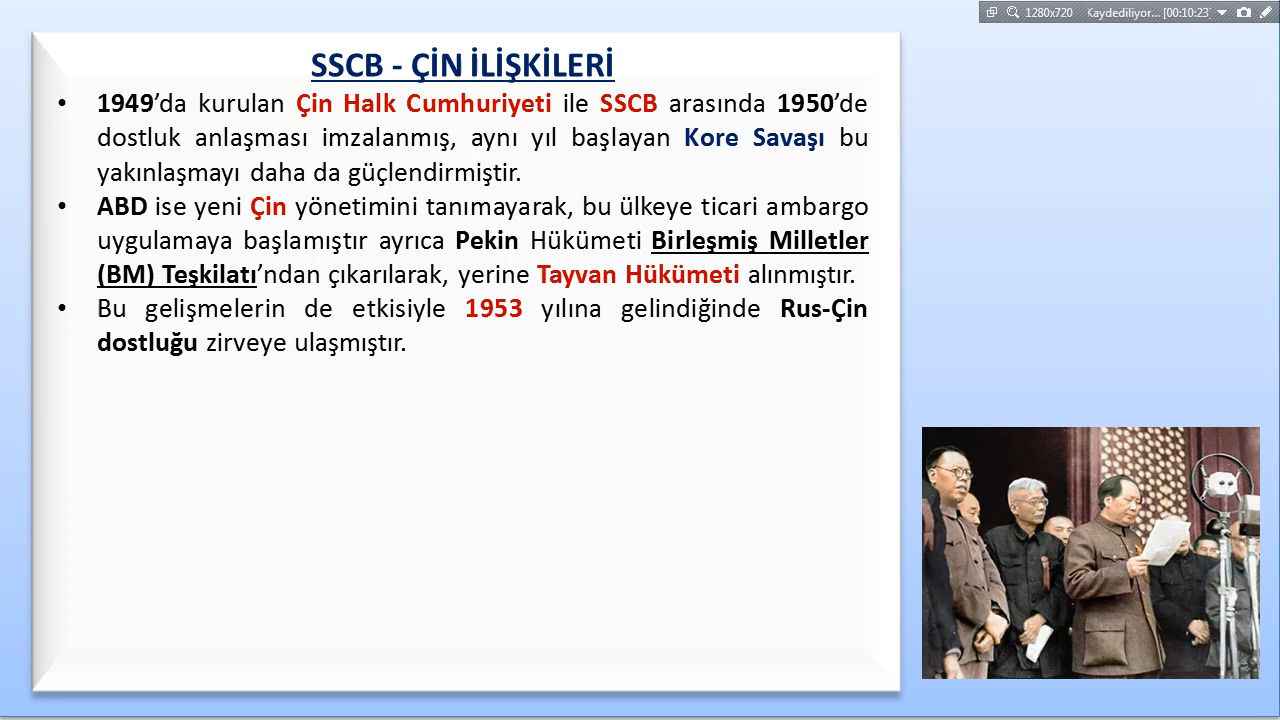 1280x720 Kaydediliyor... [00:10:23]
SSCB - ÇİN İLİŞKİLERİ
• 1949’da kurulan Çin Halk Cumhuriyeti ile SSCB arasında 1950’de
dostluk anlaşması imzalanmış, aynı yıl başlayan Kore Savaşı bu
yakınlaşmayı daha da güçlendirmiştir.
• ABD ise yeni Çin yönetimini tanımayarak, bu ülkeye ticari ambargo
uygulamaya başlamıştır ayrıca Pekin Hükümeti Birleşmiş Milletler
(BM) Teşkilatı’ndan çıkarılarak, yerine Tayvan Hükümeti alınmıştır.
• Bu gelişmelerin de etkisiyle 1953 yılına gelindiğinde Rus-Çin
dostluğu zirveye ulaşmıştır.